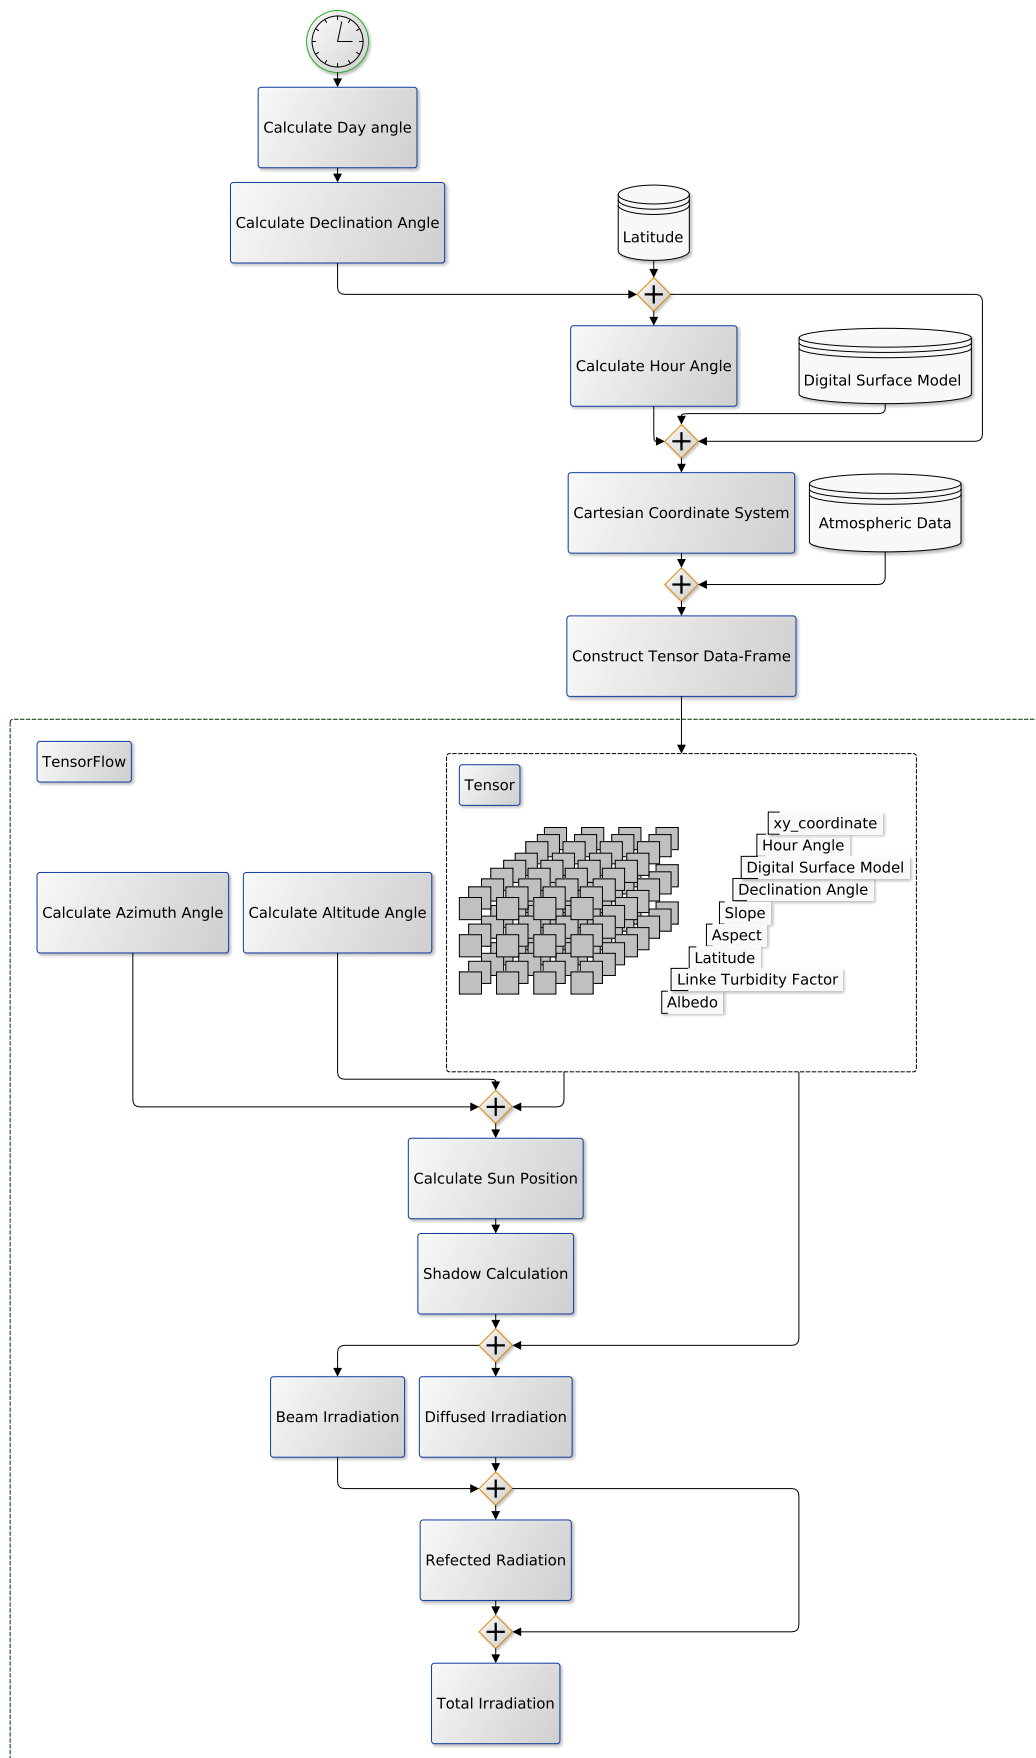 Calculate Day angle
Calculate Declination Angle
Latitude
Calculate Hour Angle
Digital Surface Model
Cartesian Coordinate System
Atmospheric Data
Construct Tensor Data-Frame
TensorFlow
Tensor
xy_coordinate
Hour Angle
Digital Surface Model
Declination Angle
Slope
Aspect
Latitude
Linke Turbidity Factor
Albedo
Calculate Azimuth Angle
Calculate Altitude Angle
Calculate Sun Position
Shadow Calculation
Beam Irradiation
Diffused Irradiation
Refected Radiation
Total Irradiation